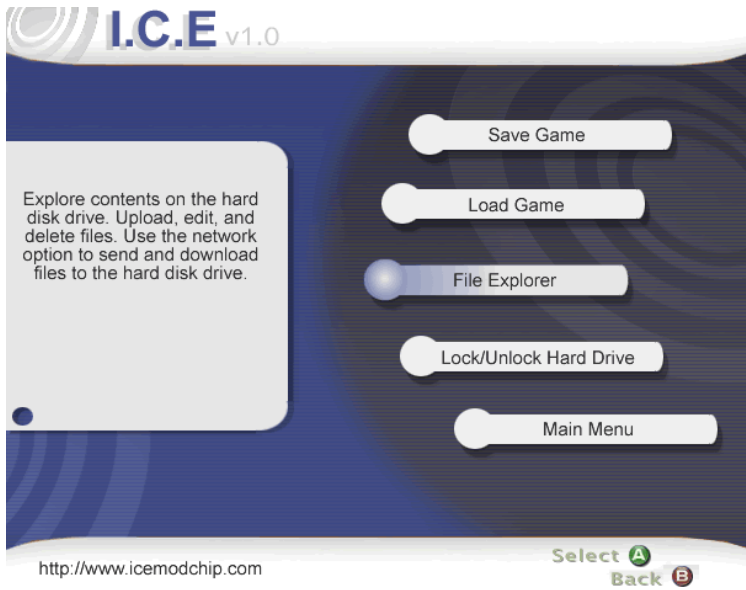 I.C.E v1.0
Save Game
Load Game
File Explorer
Lock/Unlock Hard Drive
Main Menu
Explore contents on the hard
disk drive. Upload, edit, and
delete files. Use the network
option to send and download
files to the hard disk drive.
http://www.icemodchip.com
Select A
Back B